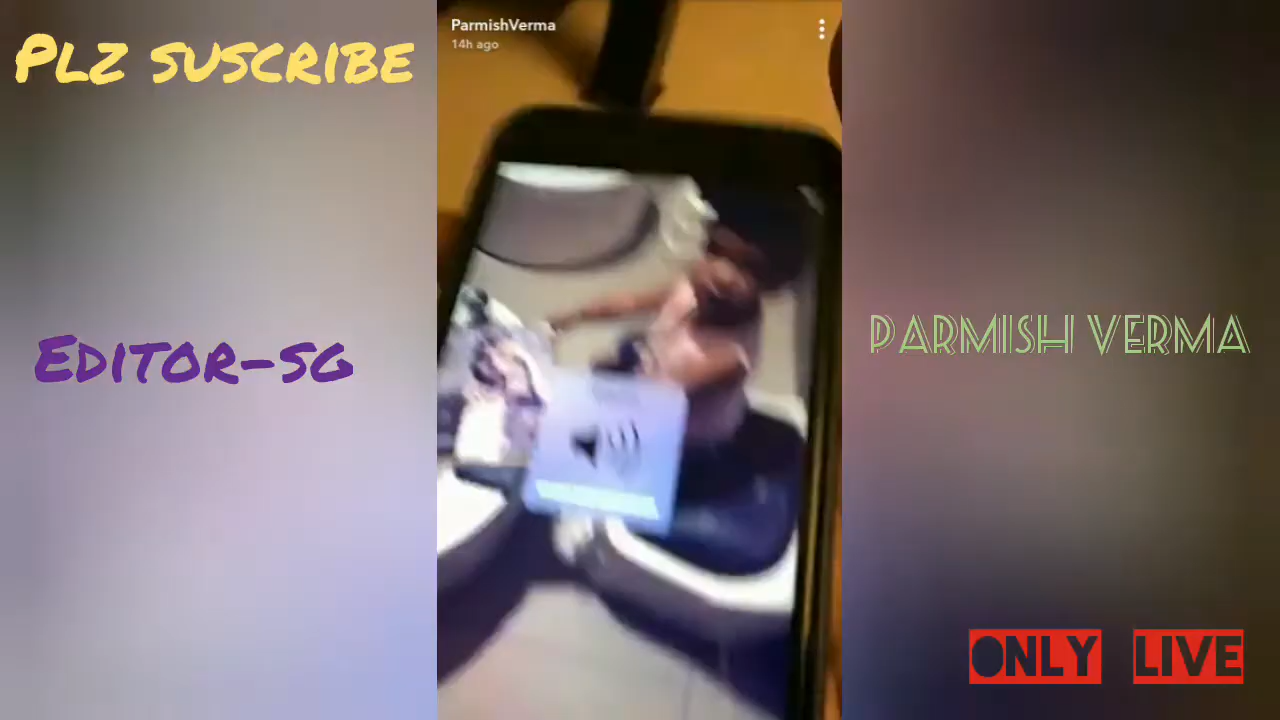 ParmishVerma
14h ago
PLZ SUSCRIBE
EDITOR-SG
PARMISH VERMA
ONLY LIVE